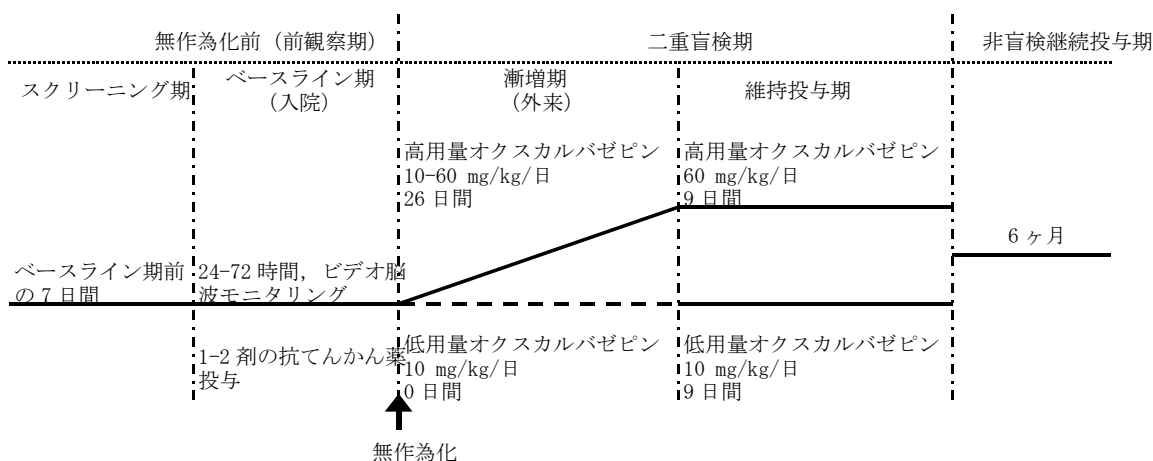 無作為化前（前観察期）
二重盲検期
非盲検継続投与期
スクリーニング期
ベースライン期
（入院）
漸増期
（外来）
維持投与期
高用量オクスカルバゼピン
10-60 mg/kg/日
26 日間
高用量オクスカルバゼピン
60 mg/kg/日
9 日間
6 ヶ月
ベースライン期前
の 7 日間
24-72 時間，ビデオ脳
波モニタリング
1-2 剤の抗てんかん薬
投与
低用量オクスカルバゼピン
10 mg/kg/日
0 日間
低用量オクスカルバゼピン
10 mg/kg/日
9 日間
無作為化